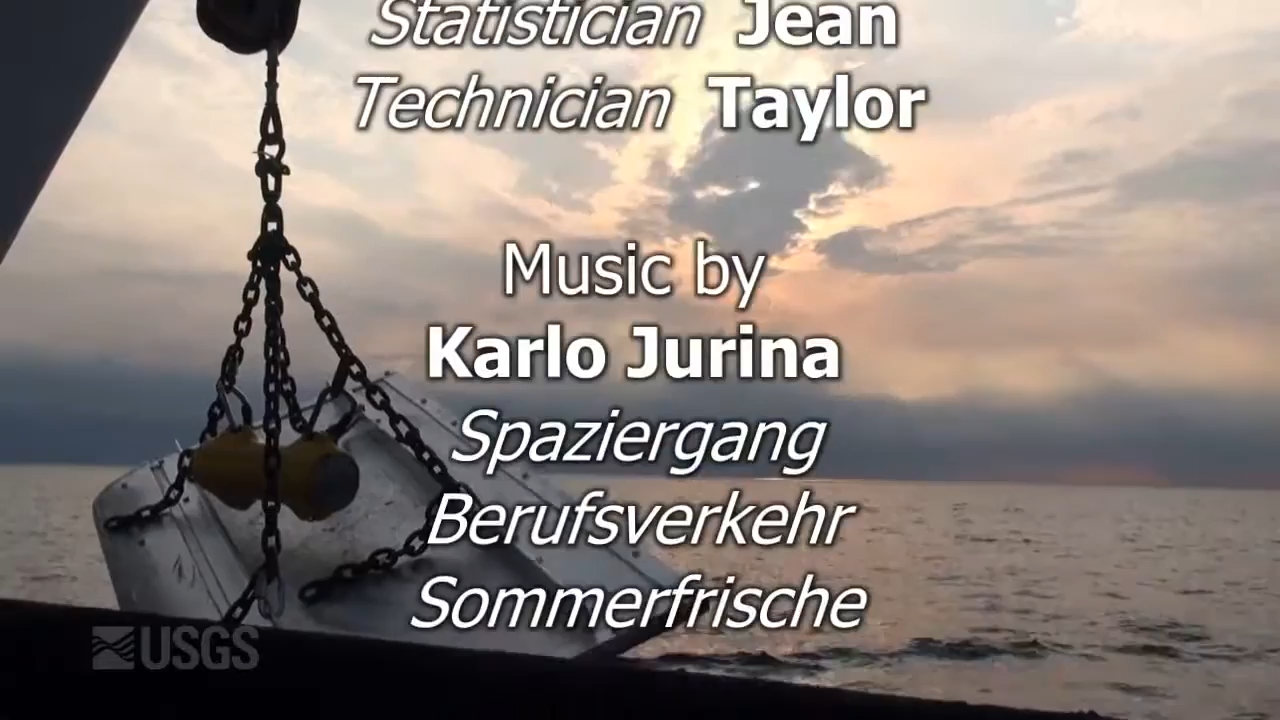 Statistician Jean
Technician Taylor
Music by
Karlo Jurina
Spaziergang
Berufsverkehr
Sommerfrische
USGS